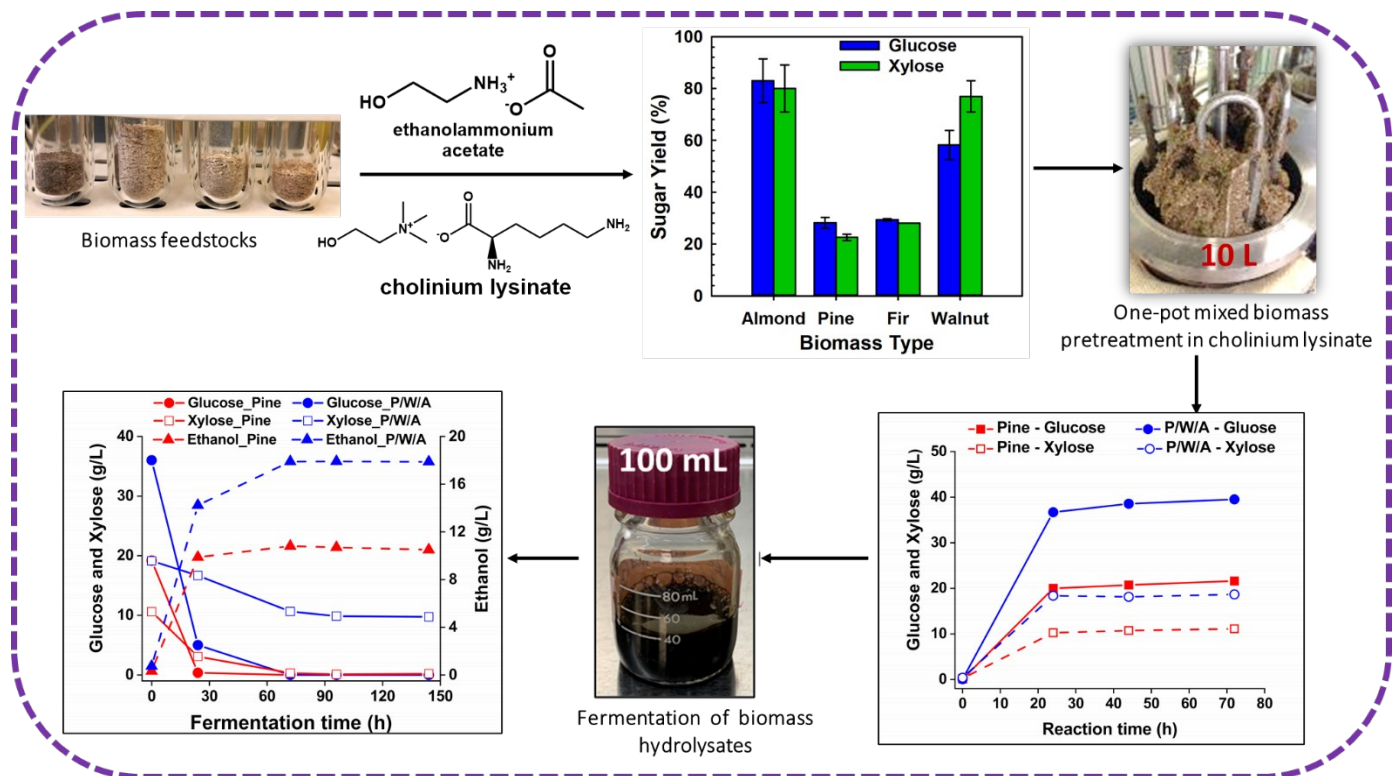 Biomass feedstocks
HO
NH3+
-O
O
ethanolammonium
acetate
HO
N+
O
-O
NH2
NH2
cholinium lysinate
Glucose
Xylose
Sugar Yield (%)
100
80
60
40
20
0
Almond Pine Fir Walnut
Biomass Type
10 L
One-pot mixed biomass
pretreatment in cholinium lysinate
Pine - Glucose P/W/A - Gluose
Pine - Xylose P/W/A - Xylose
Glucose and Xylose (g/L)
50
40
30
20
10
0
0 10 20 30 40 50 60 70 80
Reaction time (h)
100 mL
80 mL
60
40
Fermentation of biomass
hydrolysates
Glucose_Pine Glucose_P/W/A
Xylose_Pine Xylose_P/W/A
Ethanol_Pine Ethanol_P/W/A
Glucose and Xylose (g/L)
40
30
20
10
0
20
16
12
8
4
0
Ethanol (g/L)
0 30 60 90 120 150
Fermentation time (h)